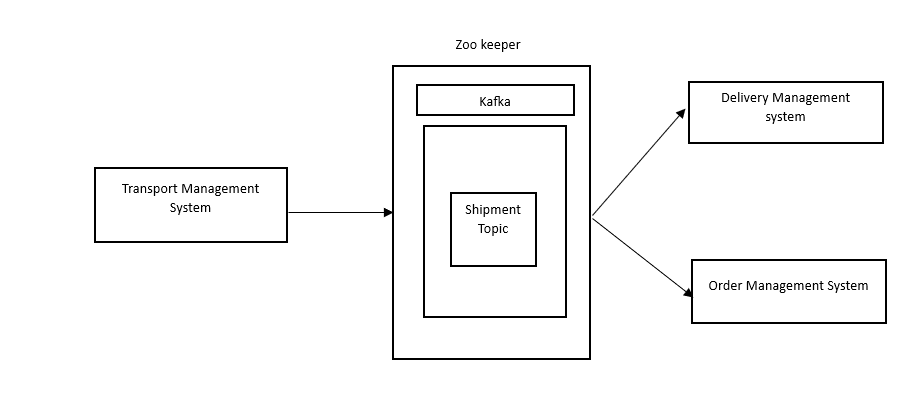 Zoo keeper
Kafka
Transport Management
System
Shipment
Topic
Delivery Management
system
Order Management System